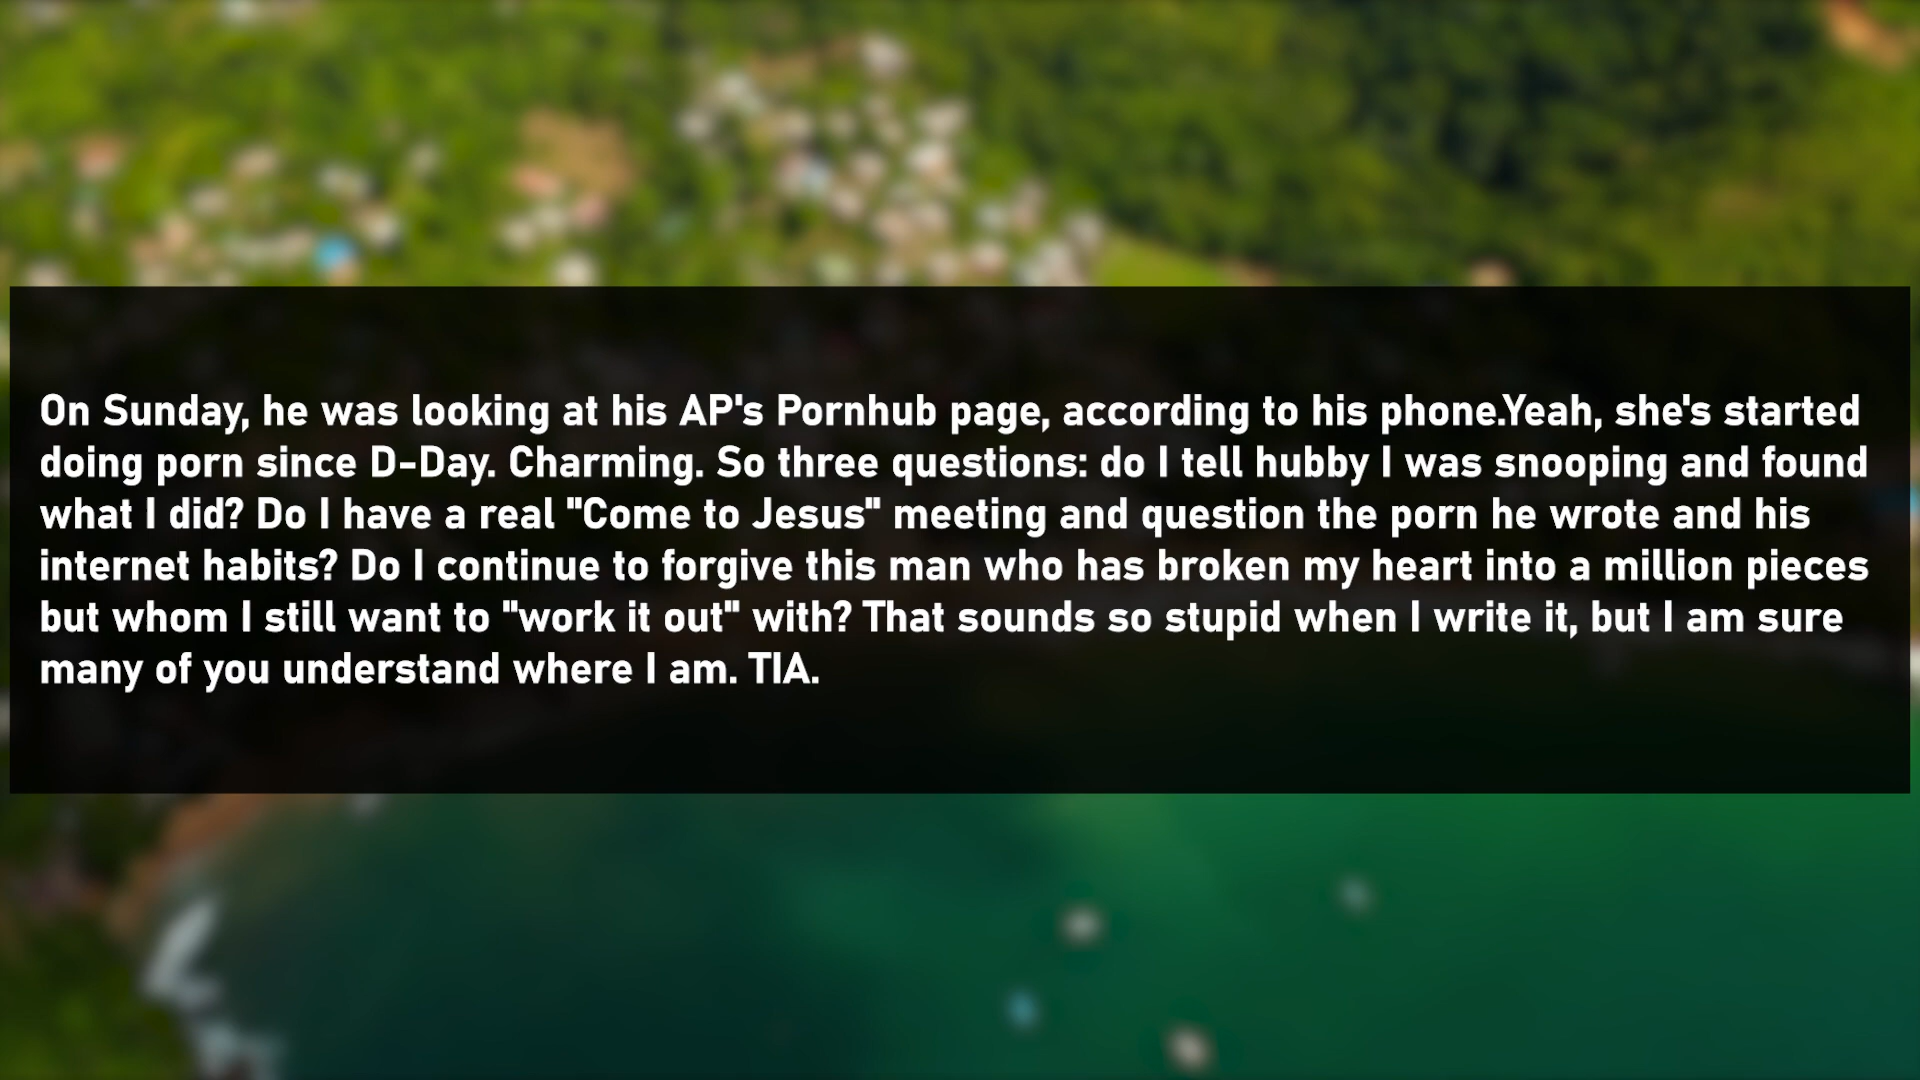 On Sunday, he was looking at his AP's Pornhub page, according to his phone.Yeah, she's started
doing porn since D-Day. Charming. So three questions: do I tell hubby I was snooping and found
what I did? Do I have a real "Come to Jesus" meeting and question the porn he wrote and his
internet habits? Do I continue to forgive this man who has broken my heart into a million pieces
but whom I still want to "work it out" with? That sounds so stupid when I write it, but I am sure
many of you understand where I am. TIA.